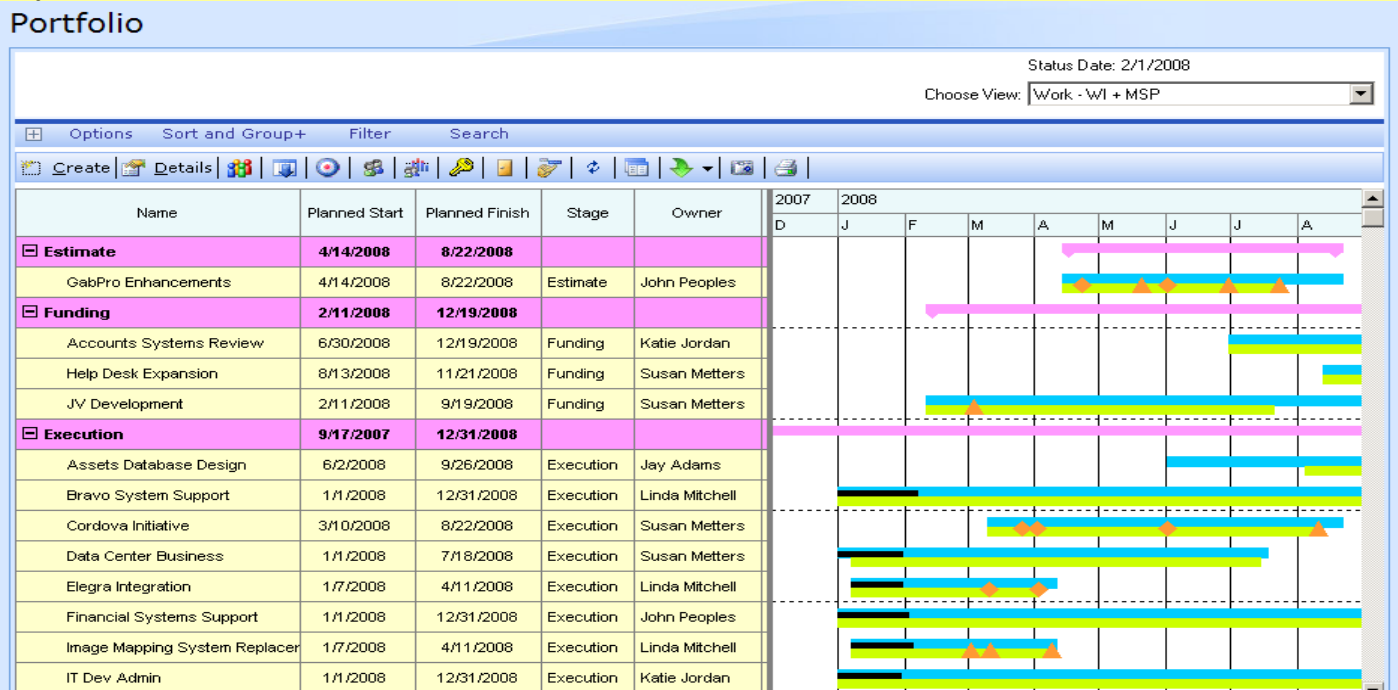 Portfolio
Status Date: 2/1/2008
Choose View: Work - WI + MSP
Options Sort and Group+ Filter Search
Create Details
Name Planned Start Planned Finish Stage Owner 2007 2008
D J F M A M J J A
Estimate 4/14/2008 8/22/2008
GabPro Enhancements 4/14/2008 8/22/2008 Estimate John Peoples
Funding 2/11/2008 12/19/2008
Accounts Systems Review 6/30/2008 12/19/2008 Funding Katie Jordan
Help Desk Expansion 8/13/2008 11/21/2008 Funding Susan Metters
JV Development 2/11/2008 9/19/2008 Funding Susan Metters
Execution 9/17/2007 12/31/2008
Assets Database Design 6/2/2008 9/26/2008 Execution Jay Adams
Bravo System Support 1/1/2008 12/31/2008 Execution Linda Mitchell
Cordova Initiative 3/10/2008 8/22/2008 Execution Susan Metters
Data Center Business 1/1/2008 7/18/2008 Execution Susan Metters
Elegra Integration 1/7/2008 4/11/2008 Execution Linda Mitchell
Financial Systems Support 1/1/2008 12/31/2008 Execution John Peoples
Image Mapping System Replacer 1/7/2008 4/11/2008 Execution Linda Mitchell
IT Dev Admin 1/1/2008 12/31/2008 Execution Katie Jordan